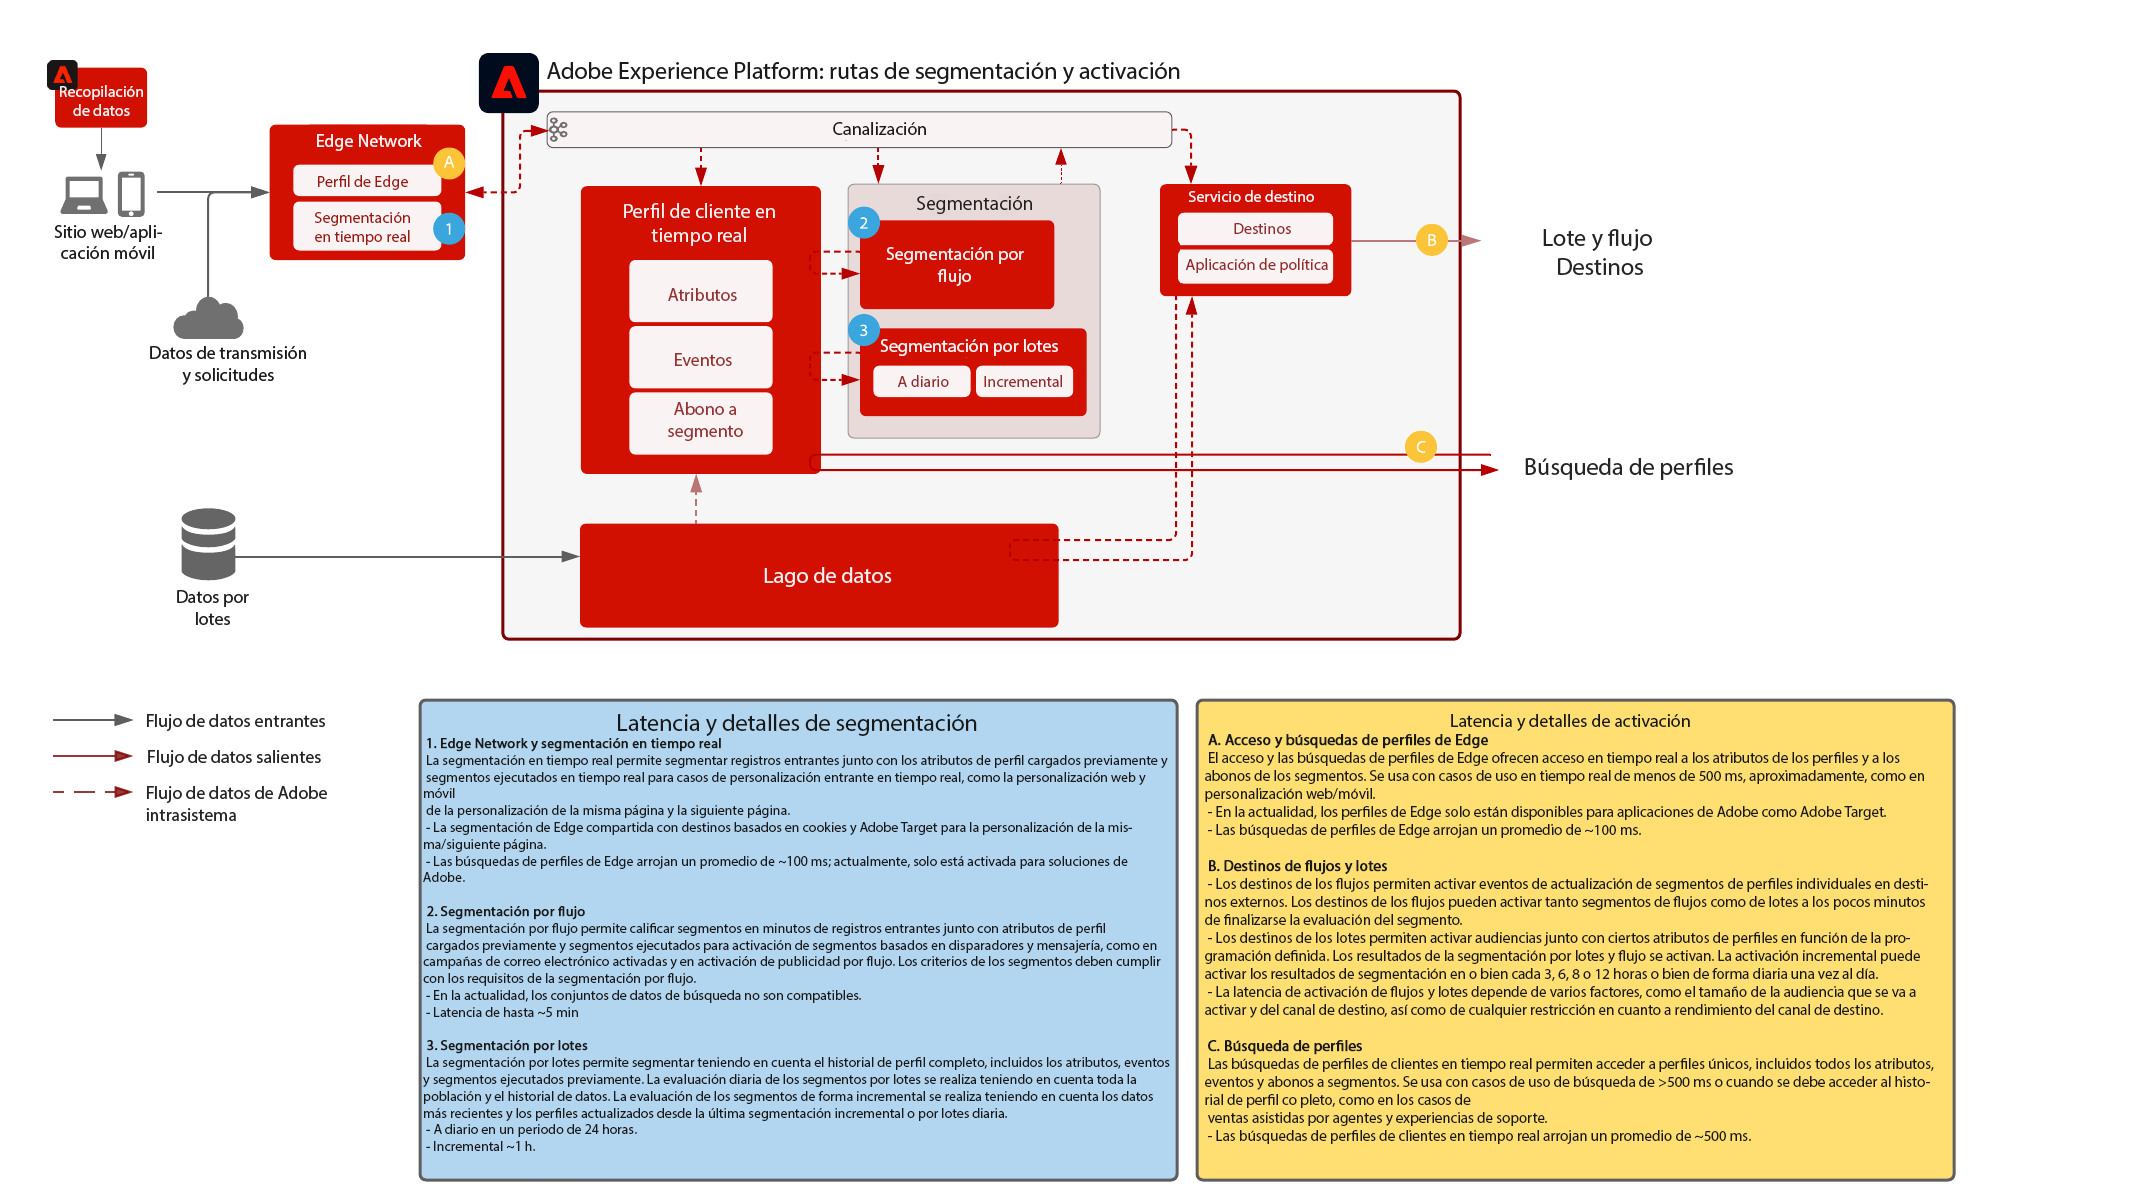 Adobe Experience Platform: rutas de segmentación y activación
Recopilación
de datos
Sitio web/apli-
cación móvil
Datos de transmisión
y solicitudes
Edge Network
A
Perfil de Edge
Segmentación
en tiempo real
1
Canalización
Perfil de cliente en
tiempo real
Atributos
Eventos
Abono a
segmento
Segmentación
2
Segmentación por
flujo
3
Segmentación por lotes
A diario
Incremental
Servicio de destino
Destinos
Aplicación de política
B
Lote y flujo
Destinos
C
Búsqueda de perfiles
Datos por
lotes
Lago de datos
Flujo de datos entrantes
Flujo de datos salientes
Flujo de datos de Adobe
intrasistema
Latencia y detalles de segmentación
1. Edge Network y segmentación en tiempo real
La segmentación en tiempo real permite segmentar registros entrantes junto con los atributos de perfil cargados previamente y
segmentos ejecutados en tiempo real para casos de personalización entrante en tiempo real, como la personalización web y
móvil
de la personalización de la misma página y la siguiente página.
- La segmentación de Edge compartida con destinos basados en cookies y Adobe Target para la personalización de la mis-
ma/siguiente página.
- Las búsquedas de perfiles de Edge arrojan un promedio de ~100 ms; actualmente, solo está activada para soluciones de
Adobe.
2. Segmentación por flujo
La segmentación por flujo permite calificar segmentos en minutos de registros entrantes junto con atributos de perfil
cargados previamente y segmentos ejecutados para activación de segmentos basados en disparadores y mensajería, como en
campañas de correo electrónico activadas y en activación de publicidad por flujo. Los criterios de los segmentos deben cumplir
con los requisitos de la segmentación por flujo.
- En la actualidad, los conjuntos de datos de búsqueda no son compatibles.
- Latencia de hasta ~5 min
3. Segmentación por lotes
La segmentación por lotes permite segmentar teniendo en cuenta el historial de perfil completo, incluidos los atributos, eventos
y segmentos ejecutados previamente. La evaluación diaria de los segmentos por lotes se realiza teniendo en cuenta toda la
población y el historial de datos. La evaluación de los segmentos de forma incremental se realiza teniendo en cuenta los datos
más recientes y los perfiles actualizados desde la última segmentación incremental o por lotes diaria.
- A diario en un periodo de 24 horas.
- Incremental ~1 h.
Latencia y detalles de activación
A. Acceso y búsquedas de perfiles de Edge
El acceso y las búsquedas de perfiles de Edge ofrecen acceso en tiempo real a los atributos de los perfiles y a los
abonos de los segmentos. Se usa con casos de uso en tiempo real de menos de 500 ms, aproximadamente, como en
personalización web/móvil.
- En la actualidad, los perfiles de Edge solo están disponibles para aplicaciones de Adobe como Adobe Target.
- Las búsquedas de perfiles de Edge arrojan un promedio de ~100 ms.
B. Destinos de flujos y lotes
- Los destinos de los flujos permiten activar eventos de actualización de segmentos de perfiles individuales en desti-
nos externos. Los destinos de los flujos pueden activar tanto segmentos de flujos como de lotes a los pocos minutos
de finalizarse la evaluación del segmento.
- Los destinos de los lotes permiten activar audiencias junto con ciertos atributos de perfiles en función de la pro-
gramación definida. Los resultados de la segmentación por lotes y flujo se activan. La activación incremental puede
activar los resultados de segmentación en o bien cada 3, 6, 8 o 12 horas o bien de forma diaria una vez al día.
- La latencia de activación de flujos y lotes depende de varios factores, como el tamaño de la audiencia que se va a
activar y del canal de destino, así como de cualquier restricción en cuanto a rendimiento del canal de destino.
C. Búsqueda de perfiles
Las búsquedas de perfiles de clientes en tiempo real permiten acceder a perfiles únicos, incluidos todos los atributos,
eventos y abonos a segmentos. Se usa con casos de uso de búsqueda de >500 ms o cuando se debe acceder al histo-
rial de perfil co pleto, como en los casos de
ventas asistidas por agentes y experiencias de soporte.
- Las búsquedas de perfiles de clientes en tiempo real arrojan un promedio de ~500 ms.